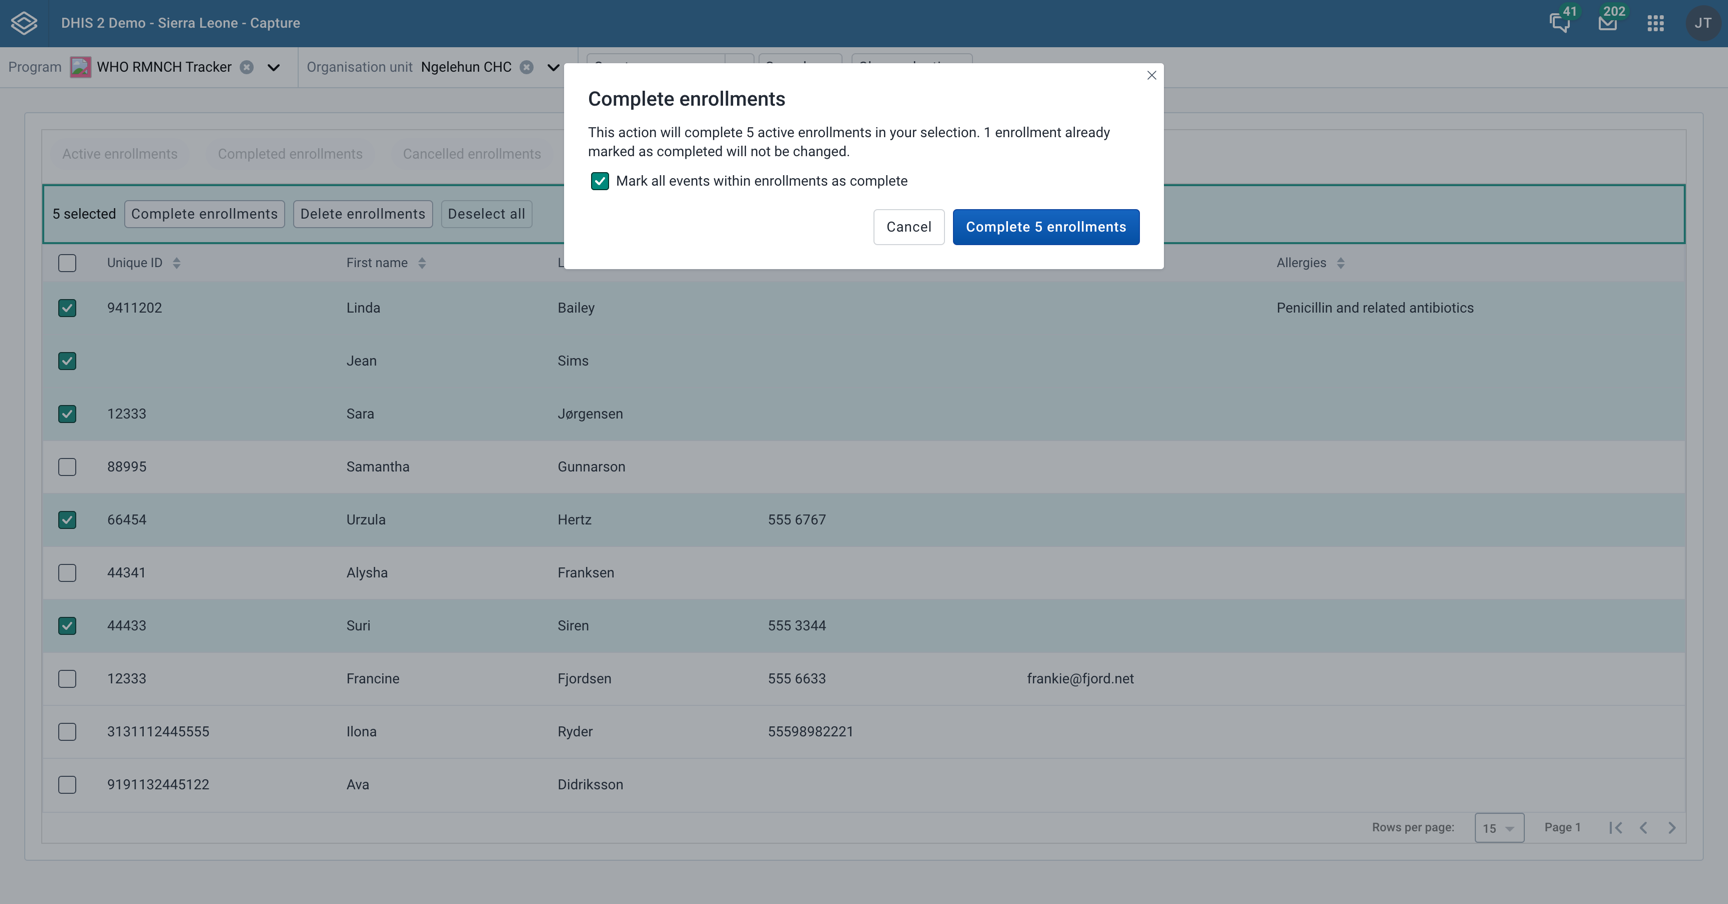 DHIS 2 Demo - Sierra Leone - Capture
41
202
JT
Program WHO RMNCH Tracker
Organisation unit Ngelehun CHC
Complete enrollments
This action will complete 5 active enrollments in your selection. 1 enrollment already
marked as completed will not be changed.
Mark all events within enrollments as complete
Cancel
Complete 5 enrollments
Active enrollments
Completed enrollments
Cancelled enrollments
5 selected
Complete enrollments
Delete enrollments
Deselect all
Unique ID First name Allergies
9411202 Linda Bailey Penicillin and related antibiotics
Jean Sims
12333 Sara Jørgensen
88995 Samantha Gunnarson
66454 Urzula Hertz 555 6767
44341 Alysha Franksen
44433 Suri Siren 555 3344
12333 Francine Fjordsen 555 6633 frankie@fjord.net
3131112445555 Ilona Ryder 55598982221
9191132445122 Ava Didriksson
Rows per page: 15 Page 1